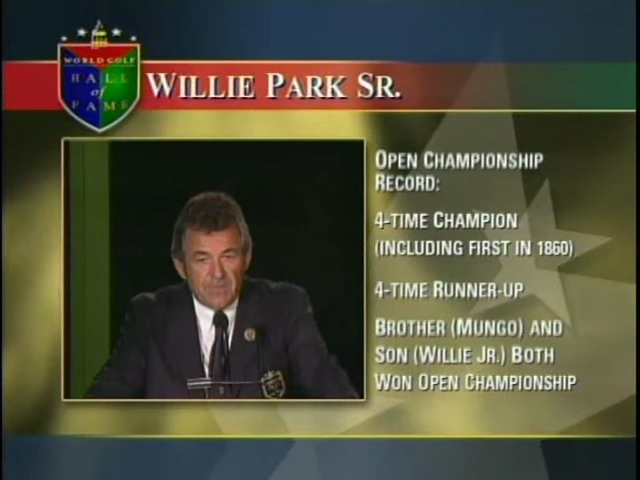 WORLD GOLF
HALL
of
FAME
WILLIE PARK SR.
OPEN CHAMPIONSHIP
RECORD:
4-TIME CHAMPION
(INCLUDING FIRST IN 1860)
4-TIME RUNNER-UP
BROTHER (MUNGO) AND
SON (WILLIE JR.) BOTH
WON OPEN CHAMPIONSHIP